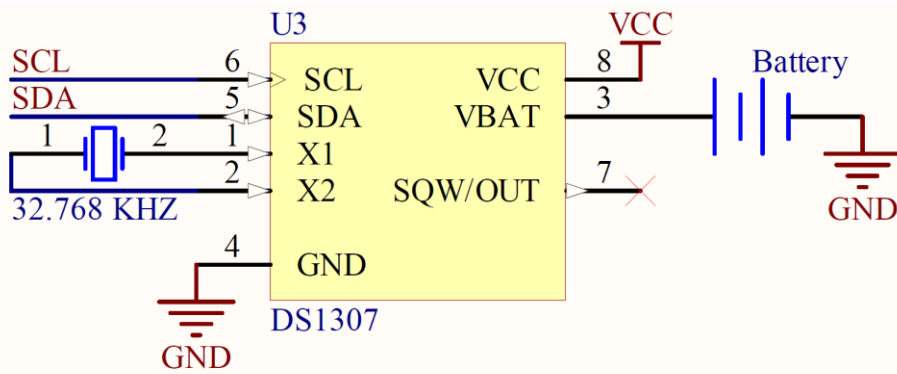 U3
VCC
SCL
6
SCL
VCC
8
Battery
SDA
5
SDA
VBAT
3
1
2
1
X1
2
X2
SQW/OUT
7
32.768 KHZ
GND
4
GND
DS1307
GND